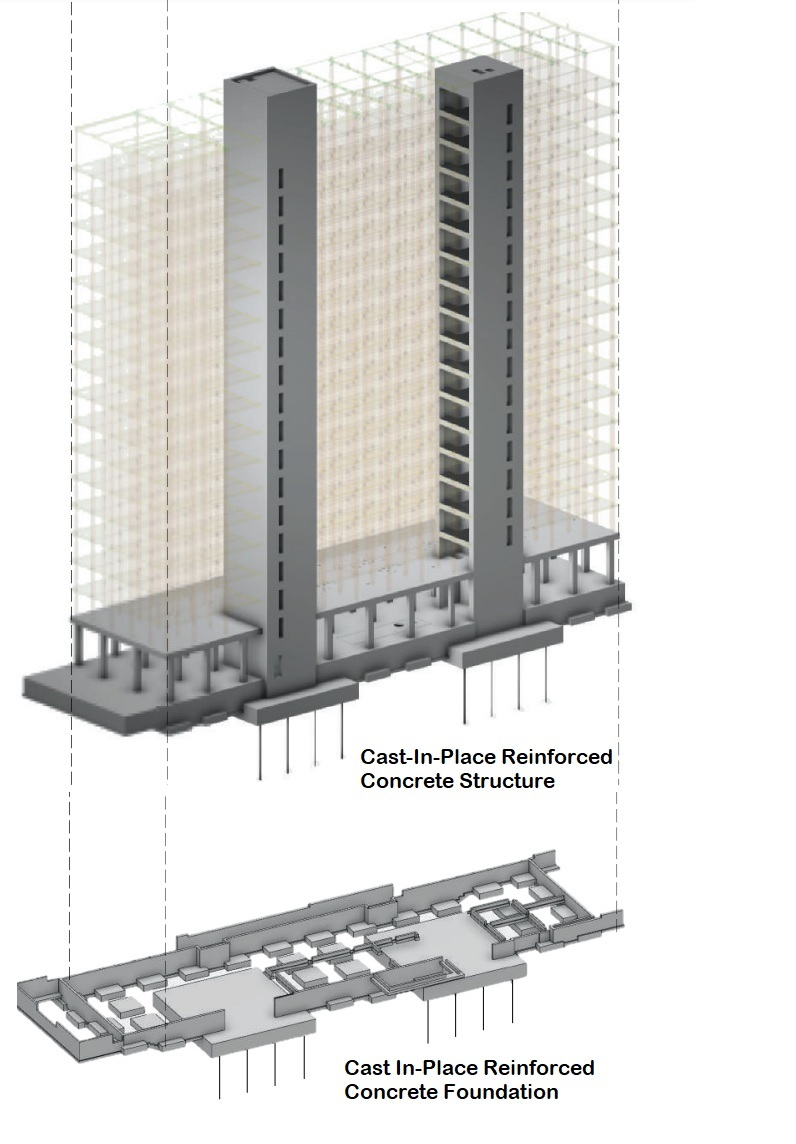 Cast-In-Place Reinforced
Concrete Structure
Cast In-Place Reinforced
Concrete Foundation